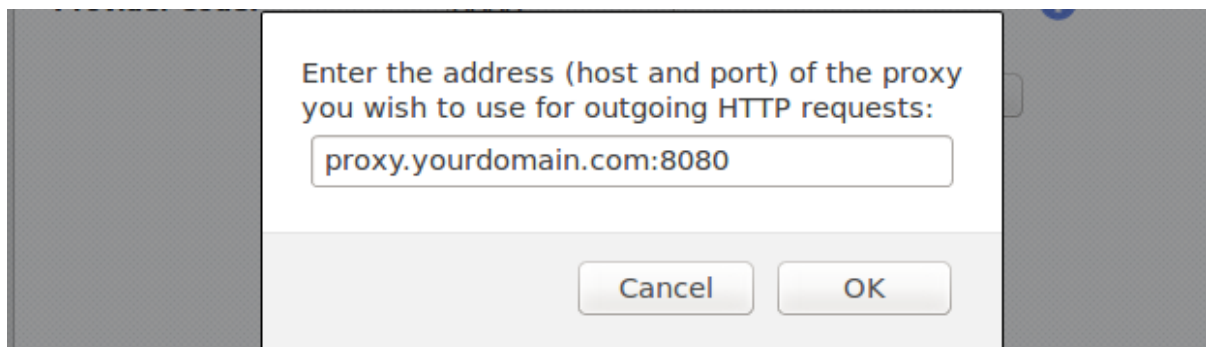 Enter the address (host and port) of the proxy
you wish to use for outgoing HTTP requests:
proxy.yourdomain.com:8080
Cancel
OK